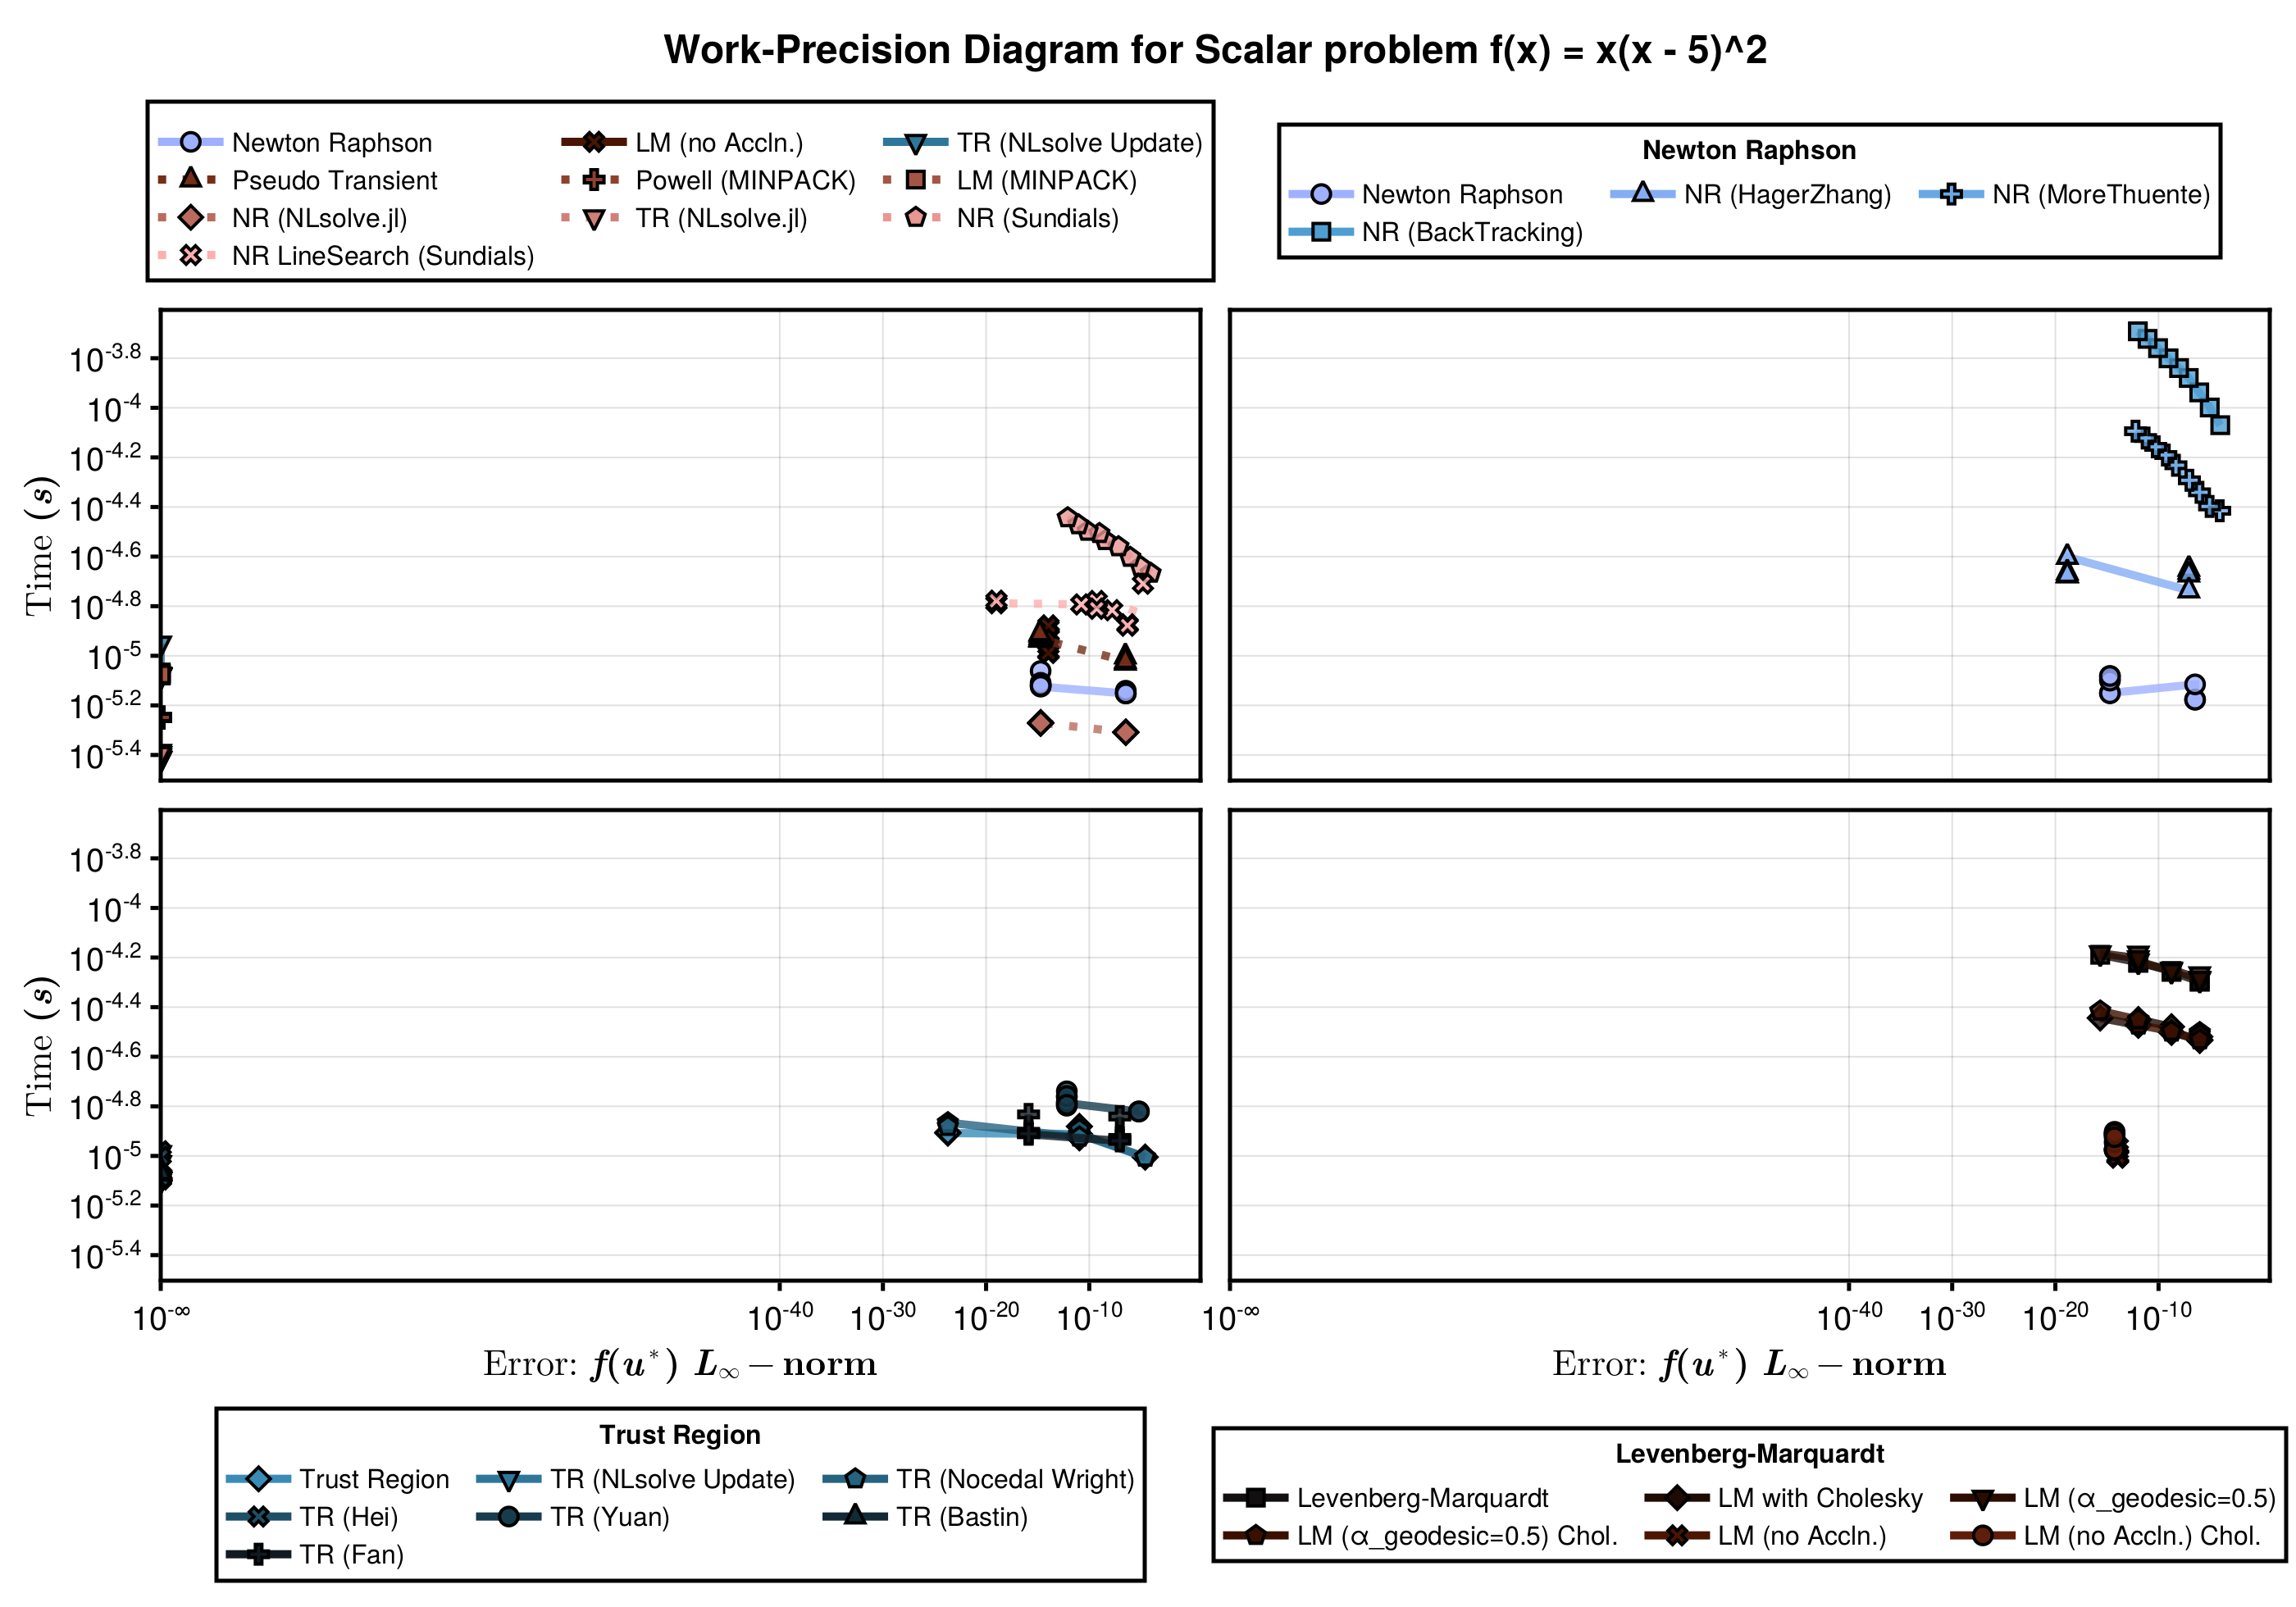 Work-Precision Diagram for Scalar problem f(x) = x(x - 5)^2
Newton Raphson LM (no Accln.) TR (NLsolve Update)
Pseudo Transient Powell (MINPACK) LM (MINPACK)
NR (NLsolve.jl) TR (NLsolve.jl) NR (Sundials)
NR LineSearch (Sundials)
Newton Raphson
Newton Raphson NR (HagerZhang) NR (MoreThuente)
NR (BackTracking)
Time (s)
10^-3.8
10^-4
10^-4.2
10^-4.4
10^-4.6
10^-4.8
10^-5
10^-5.2
10^-5.4
Time (s)
10^-3.8
10^-4
10^-4.2
10^-4.4
10^-4.6
10^-4.8
10^-5
10^-5.2
10^-5.4
10^-∞ 10^-40 10^-30 10^-20 10^-10
10^-∞ 10^-40 10^-30 10^-20 10^-10
Error: f(u*) L∞ − norm
Error: f(u*) L∞ − norm
Trust Region
Trust Region TR (NLsolve Update) TR (Nocedal Wright)
TR (Hei) TR (Yuan) TR (Bastin)
TR (Fan)
Levenberg-Marquardt
Levenberg-Marquardt LM with Cholesky LM (α_geodesic=0.5)
LM (α_geodesic=0.5) Chol. LM (no Accln.) LM (no Accln.) Chol.